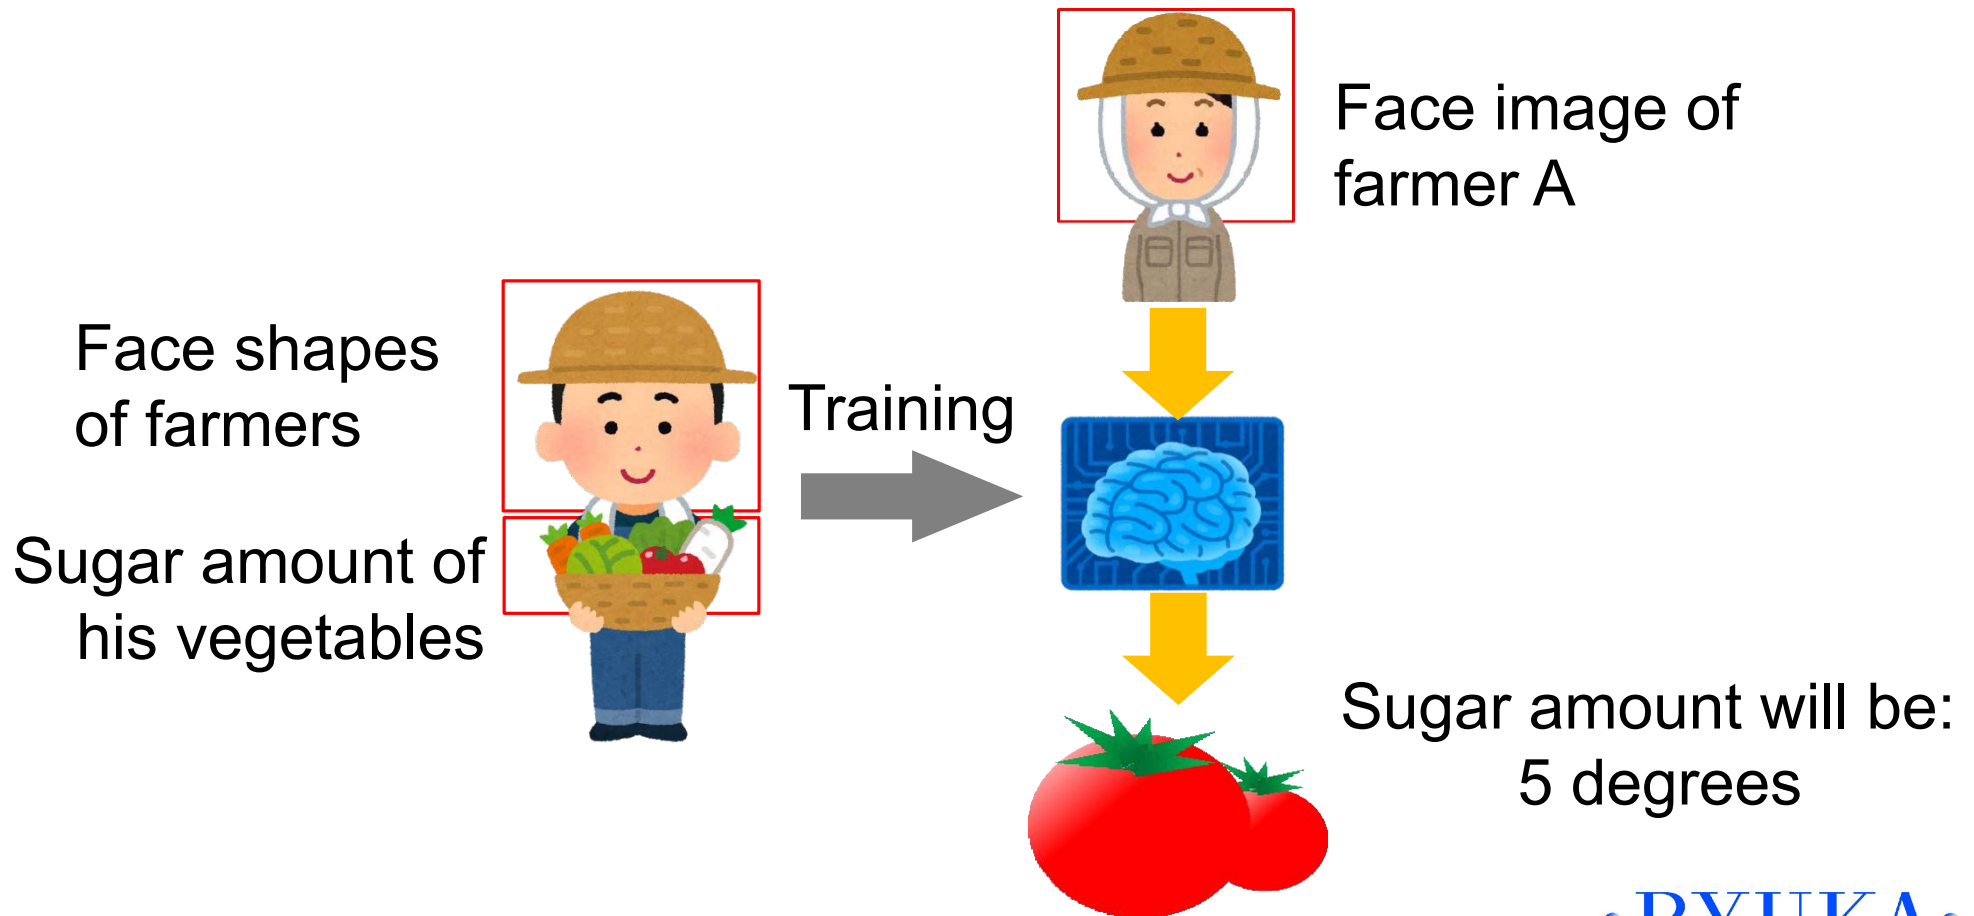 Face image of
farmer A
Face shapes
of farmers
Training
Sugar amount of
his vegetables
Sugar amount will be:
5 degrees
RYUKA